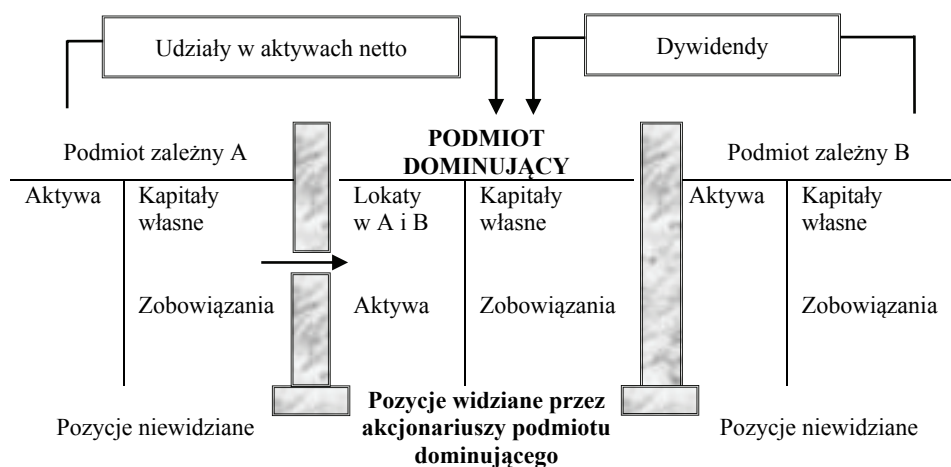 Udziały w aktywach netto
Dywidendy
Podmiot zależny A
PODMIOT
DOMINUJĄCY
Podmiot zależny B
Aktywa
Kapitały
własne
Lokaty
w A i B
Kapitały
własne
Aktywa
Kapitały
własne
Zobowiązania
Aktywa
Zobowiązania
Zobowiązania
Pozycje niewidziane
Pozycje widziane przez
akcjonariuszy podmiotu
dominującego
Pozycje niewidziane